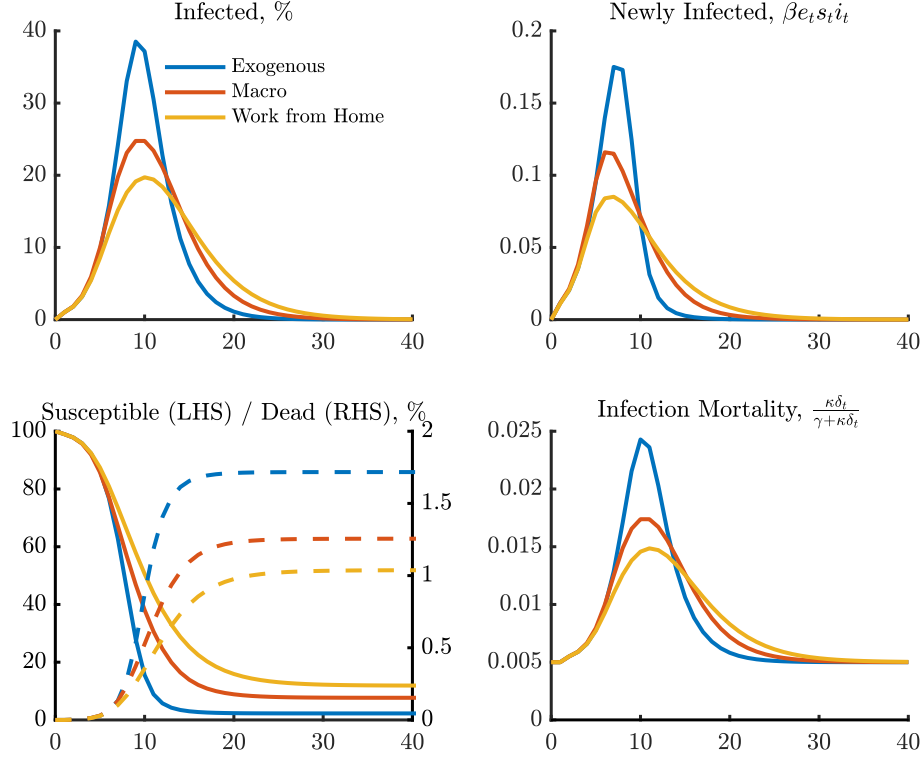 Infected, %
40
30
20
10
0
0 10 20 30 40
Exogenous
Macro
Work from Home
Newly Infected, βe_t s_t i_t
0.2
0.15
0.1
0.05
0
0 10 20 30 40
Susceptible (LHS) / Dead (RHS), %
100
80
60
40
20
0
2
1.5
1
0.5
0
0 10 20 30 40
Infection Mortality, κδ_t / γ+κδ_t
0.025
0.02
0.015
0.01
0.005
0
0 10 20 30 40